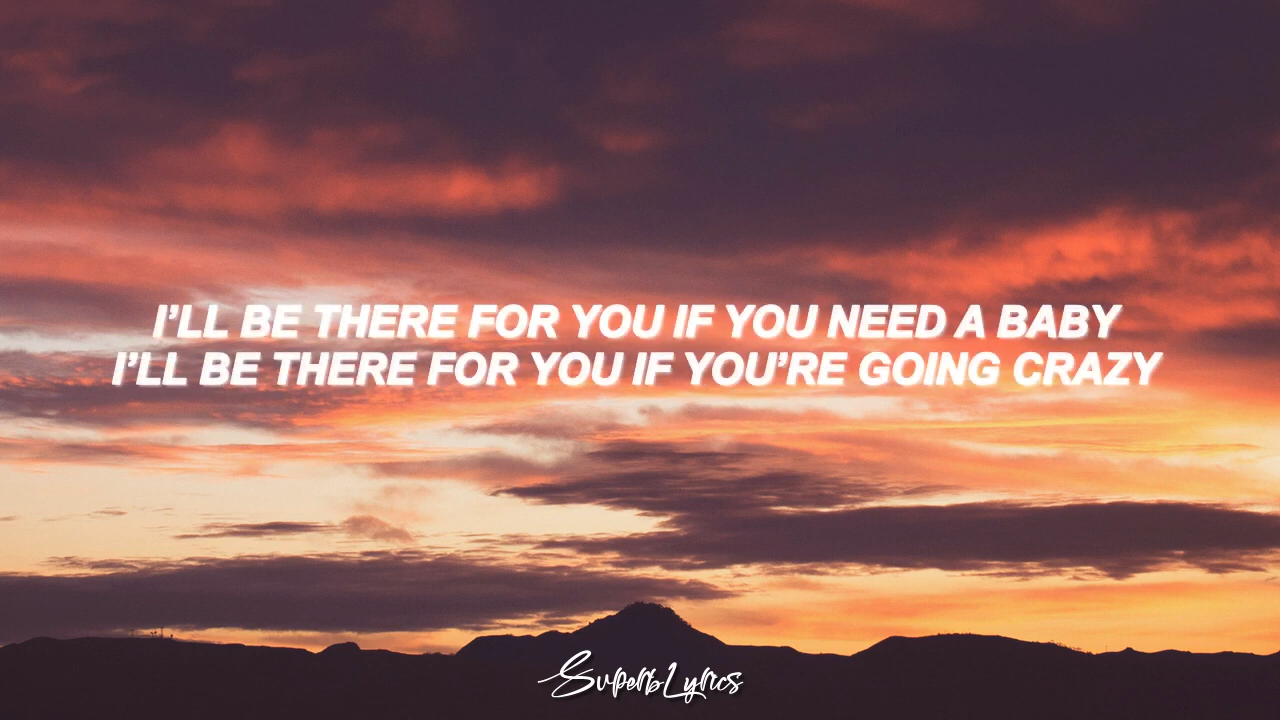 I'LL BE THERE FOR YOU IF YOU NEED A BABY
I'LL BE THERE FOR YOU IF YOU'RE GOING CRAZY
SuperbLyrics